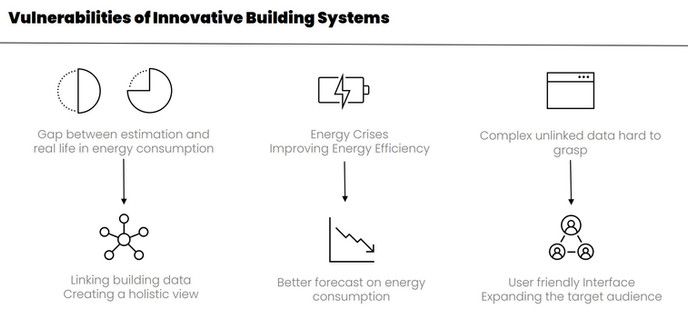 Vulnerabilities of Innovative Building Systems
Gap between estimation and
real life in energy consumption
Energy Crises
Improving Energy Efficiency
Complex unlinked data hard to
grasp
Linking building data
Creating a holistic view
Better forecast on energy
consumption
User friendly Interface
Expanding the target audience